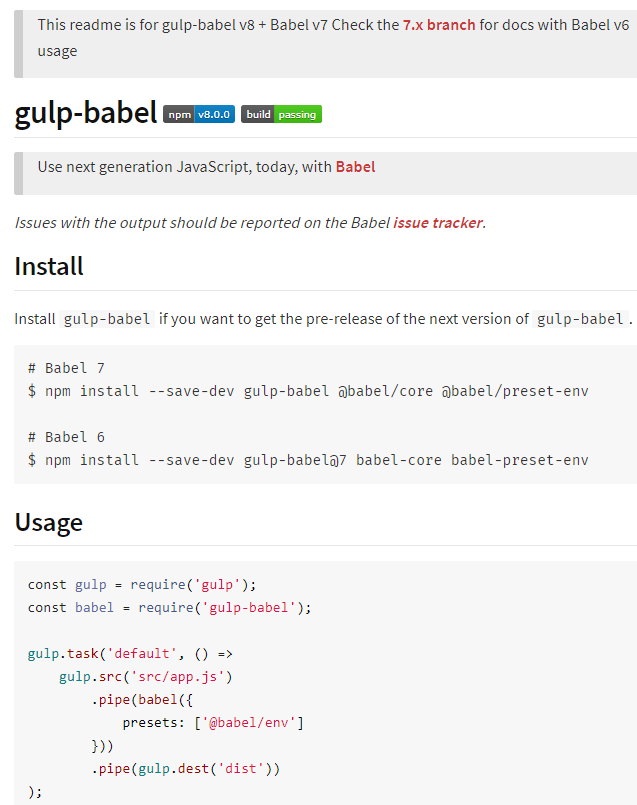 This readme is for gulp-babel v8 + Babel v7 Check the 7.x branch for docs with Babel v6
usage
gulp-babel npm v8.0.0 build passing
Use next generation JavaScript, today, with Babel
Issues with the output should be reported on the Babel issue tracker.
Install
Install gulp-babel if you want to get the pre-release of the next version of gulp-babel.
# Babel 7
$ npm install --save-dev gulp-babel @babel/core @babel/preset-env
# Babel 6
$ npm install --save-dev gulp-babel@7 babel-core babel-preset-env
Usage
const gulp = require('gulp');
const babel = require('gulp-babel');
gulp.task('default', () =>
    gulp.src('src/app.js')
        .pipe(babel({
            presets: ['@babel/env']
        }))
        .pipe(gulp.dest('dist'))
);